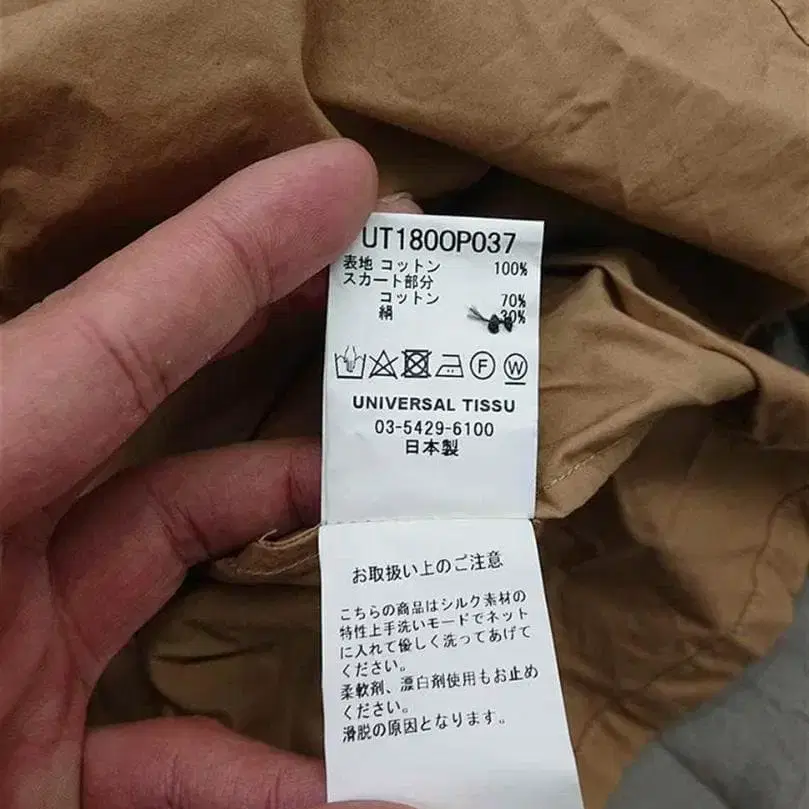 UT180OP037
表地 コットン 100%
スカート部分
コットン 70%
絹 30%
UNIVERSAL TISSU
03-5429-6100
日本製
お取扱い上のご注意
こちらの商品はシルク素材の
特性上手洗いモードでネット
に入れて優しく洗ってあげて
ください。
柔軟剤、漂白剤使用もお止め
ください。
滑脱の原因となります。